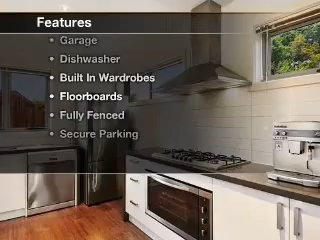 Features
• Garage
• Dishwasher
• Built In Wardrobes
• Floorboards
• Fully Fenced
• Secure Parking